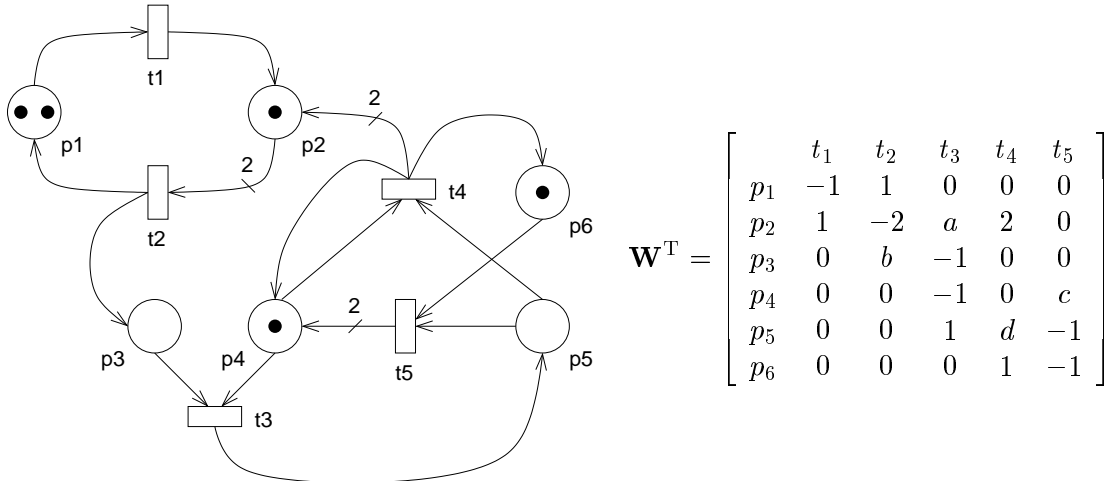 t1
2
p1
p2
2
t4
t2
p6
2
p3
p4
t5
p5
t3
W^T =
t₁ t₂ t₃ t₄ t₅
p₁ −1 1 0 0 0
p₂ 1 −2 a 2 0
p₃ 0 b −1 0 0
p₄ 0 0 −1 0 c
p₅ 0 0 1 d −1
p₆ 0 0 0 1 −1